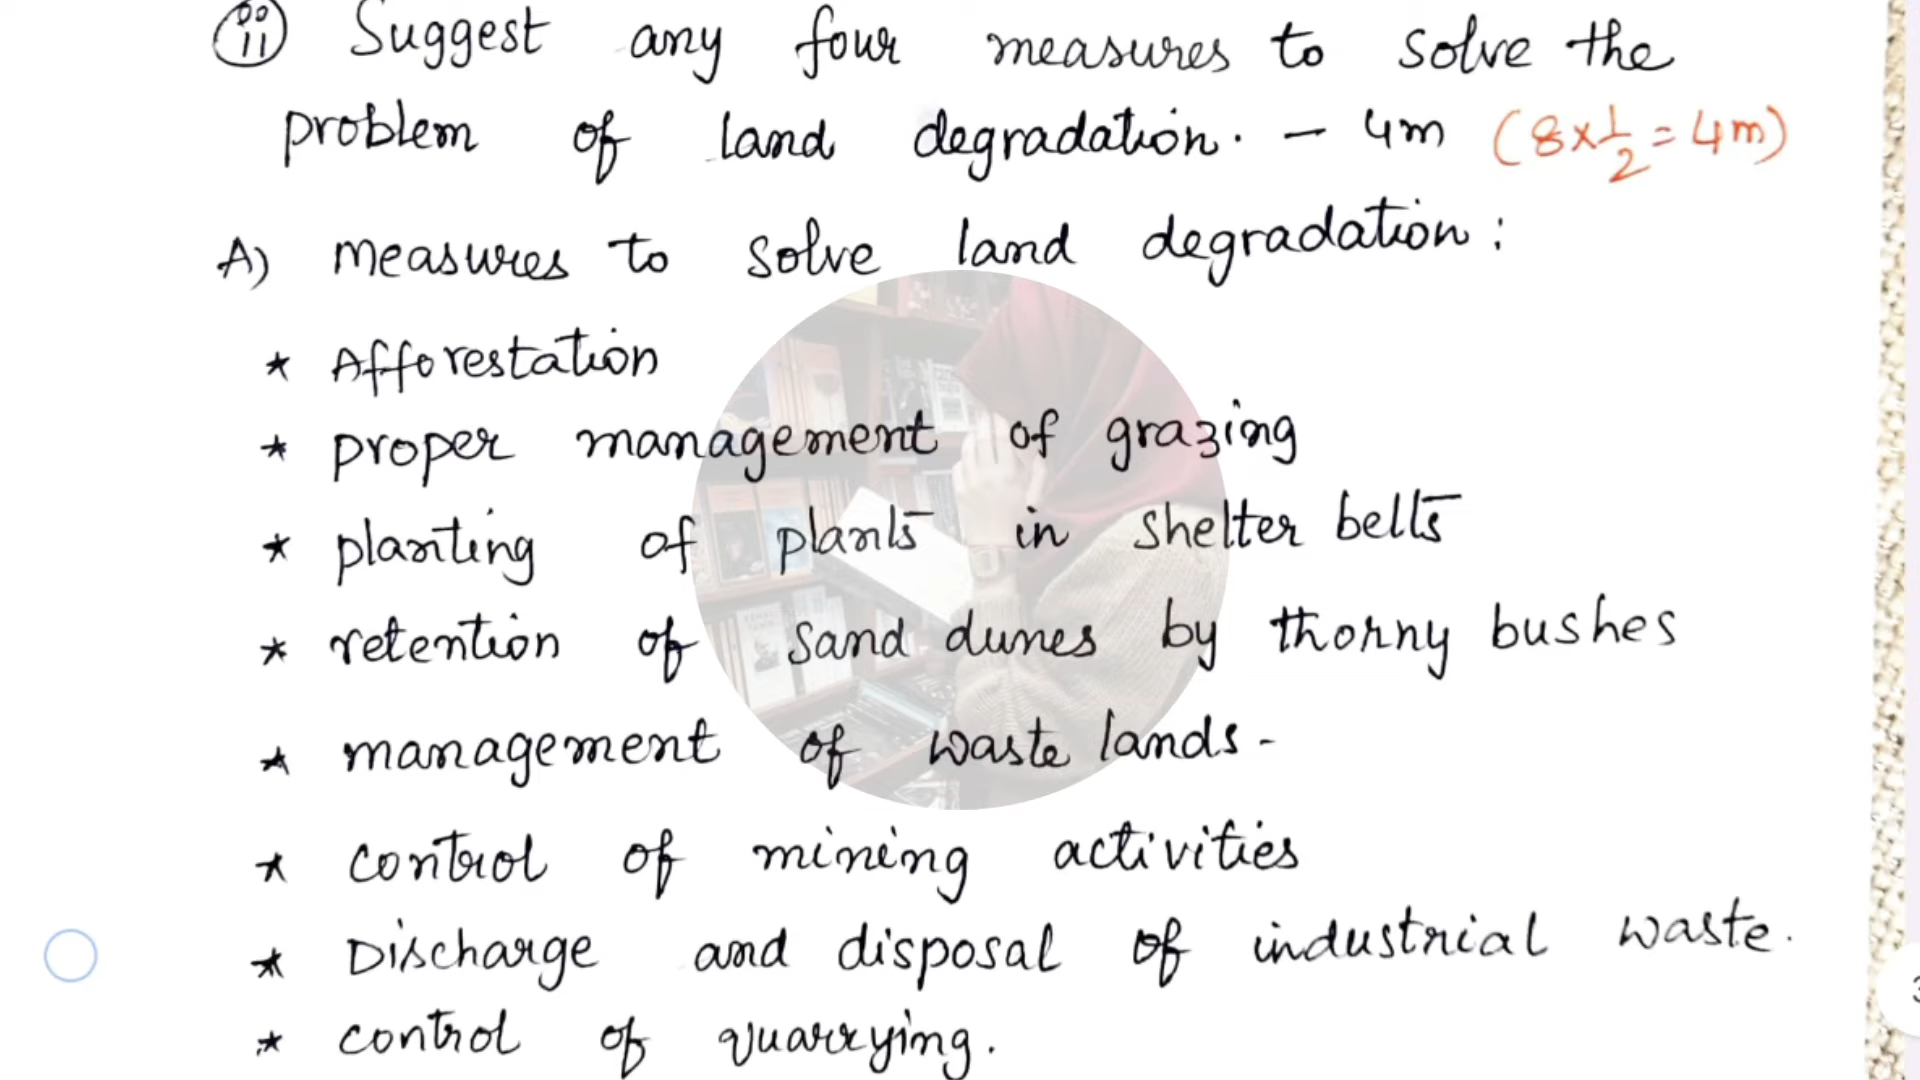 ii Suggest any four measures to solve the
problem of land degradation. - 4m (8x1/2=4m)
A) measures to solve land degradation:
* Afforestation
* proper management of grazing
* planting of plants in shelter belts
* retention of sand dunes by thorny bushes
* management of waste lands-
* control of mining activities
* Discharge and disposal of industrial waste.
* control of quarrying.